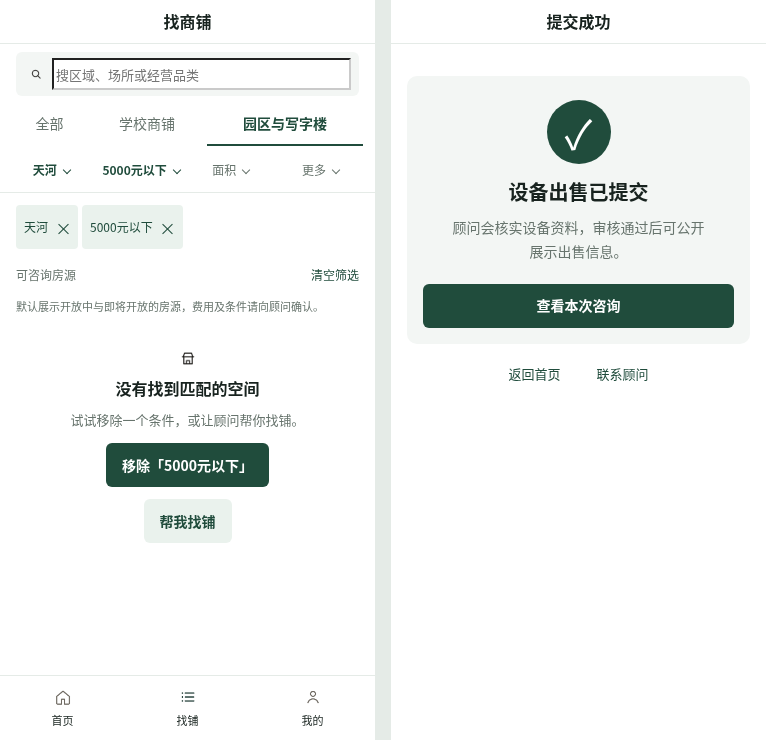 找商铺
搜区域、场所或经营品类
全部
学校商铺
园区与写字楼
天河
5000元以下
面积
更多
天河
5000元以下
可咨询房源
清空筛选
默认展示开放中与即将开放的房源，费用及条件请向顾问确认。
没有找到匹配的空间
试试移除一个条件，或让顾问帮你找铺。
移除「5000元以下」
帮我找铺
首页
找铺
我的
提交成功
设备出售已提交
顾问会核实设备资料，审核通过后可公开
展示出售信息。
查看本次咨询
返回首页
联系顾问